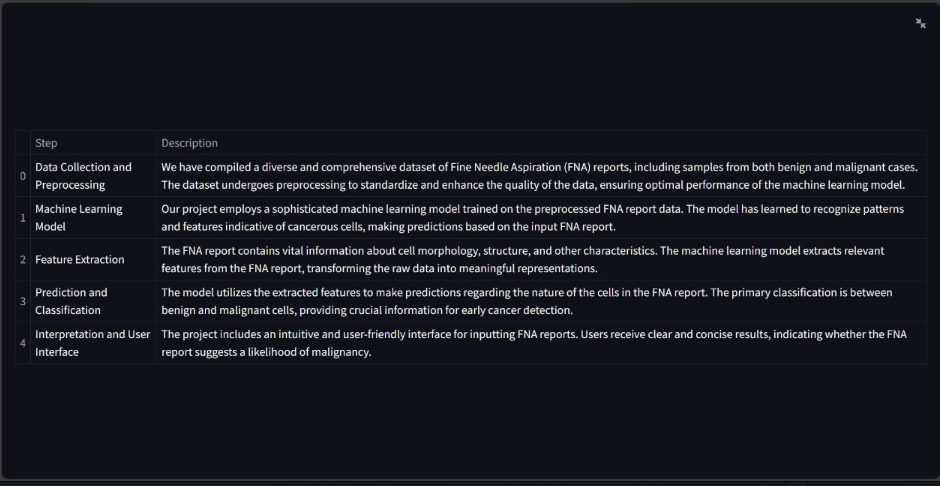 Step Description
0 Data Collection and Preprocessing We have compiled a diverse and comprehensive dataset of Fine Needle Aspiration (FNA) reports, including samples from both benign and malignant cases.
The dataset undergoes preprocessing to standardize and enhance the quality of the data, ensuring optimal performance of the machine learning model.
1 Machine Learning Model Our project employs a sophisticated machine learning model trained on the preprocessed FNA report data. The model has learned to recognize patterns
and features indicative of cancerous cells, making predictions based on the input FNA report.
2 Feature Extraction The FNA report contains vital information about cell morphology, structure, and other characteristics. The machine learning model extracts relevant
features from the FNA report, transforming the raw data into meaningful representations.
3 Prediction and Classification The model utilizes the extracted features to make predictions regarding the nature of the cells in the FNA report. The primary classification is between
benign and malignant cells, providing crucial information for early cancer detection.
4 Interpretation and User Interface The project includes an intuitive and user-friendly interface for inputting FNA reports. Users receive clear and concise results, indicating whether the FNA
report suggests a likelihood of malignancy.